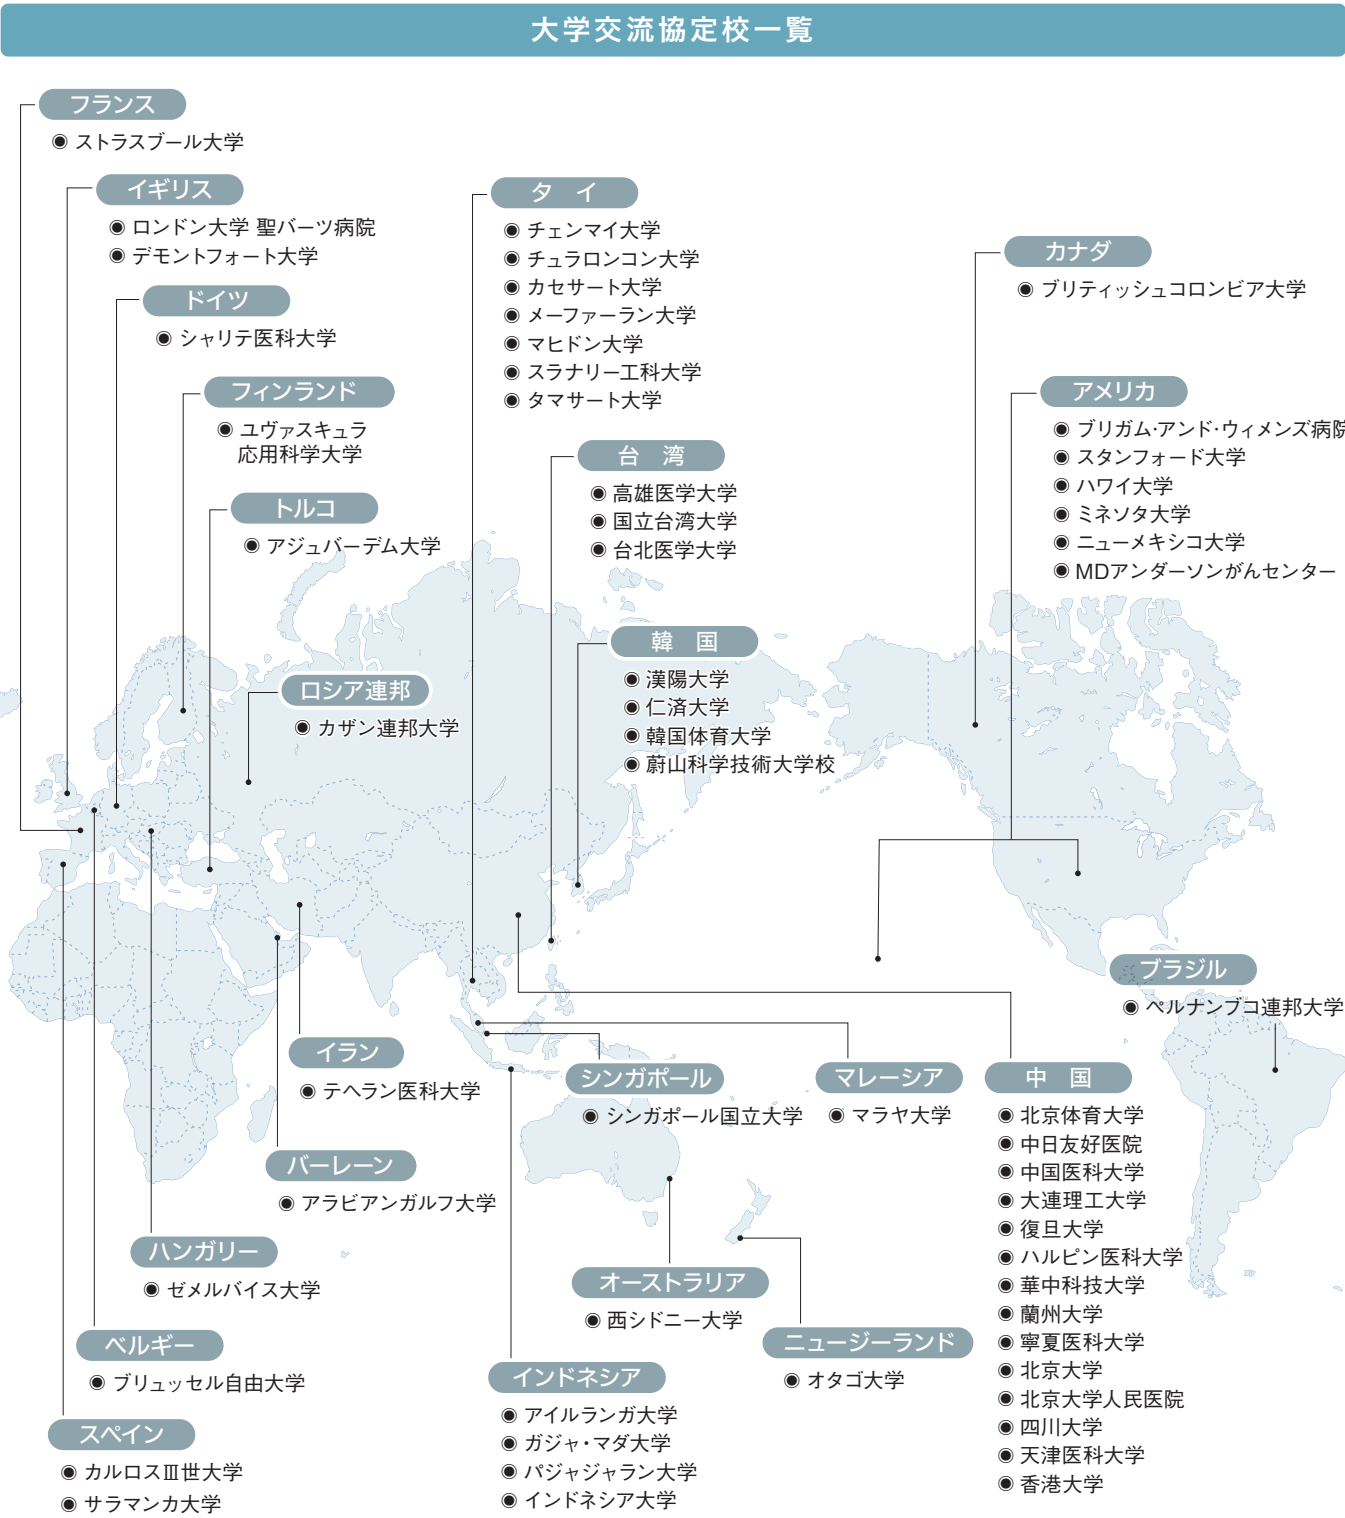 大学交流協定校一覧
フランス
◉ ストラスブール大学
イギリス
◉ ロンドン大学 聖バーツ病院
◉ デモントフォート大学
ドイツ
◉ シャリテ医科大学
フィンランド
◉ ユヴァスキュラ
応用科学大学
トルコ
◉ アジュバーデム大学
ロシア連邦
◉ カザン連邦大学
タ イ
◉ チェンマイ大学
◉ チュラロンコン大学
◉ カセサート大学
◉ メーファーラン大学
◉ マヒドン大学
◉ スラナリー工科大学
◉ タマサート大学
台 湾
◉ 高雄医学大学
◉ 国立台湾大学
◉ 台北医学大学
韓 国
◉ 漢陽大学
◉ 仁済大学
◉ 韓国体育大学
◉ 蔚山科学技術大学校
カナダ
◉ ブリティッシュコロンビア大学
アメリカ
◉ ブリガム・アンド・ウィメンズ病院
◉ スタンフォード大学
◉ ハワイ大学
◉ ミネソタ大学
◉ ニューメキシコ大学
◉ MDアンダーソンがんセンター
ブラジル
◉ ペルナンブコ連邦大学
イラン
◉ テヘラン医科大学
バーレーン
◉ アラビアンガルフ大学
ハンガリー
◉ ゼメルバイス大学
ベルギー
◉ ブリュッセル自由大学
スペイン
◉ カルロスⅢ世大学
◉ サラマンカ大学
シンガポール
◉ シンガポール国立大学
マレーシア
◉ マラヤ大学
オーストラリア
◉ 西シドニー大学
ニュージーランド
◉ オタゴ大学
インドネシア
◉ アイルランガ大学
◉ ガジャ・マダ大学
◉ パジャジャラン大学
◉ インドネシア大学
中 国
◉ 北京体育大学
◉ 中日友好医院
◉ 中国医科大学
◉ 大連理工大学
◉ 復旦大学
◉ ハルピン医科大学
◉ 華中科技大学
◉ 蘭州大学
◉ 寧夏医科大学
◉ 北京大学
◉ 北京大学人民医院
◉ 四川大学
◉ 天津医科大学
◉ 香港大学